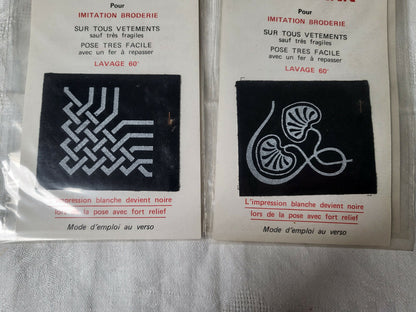 Pour
IMITATION BRODERIE
SUR TOUS VETEMENTS
sauf très fragiles
POSE TRES FACILE
avec un fer à repasser
LAVAGE 60°
L'impression blanche devient noire
lors de la pose avec fort relief
Mode d'emploi au verso
Pour
IMITATION BRODERIE
SUR TOUS VETEMENTS
sauf très fragiles
POSE TRES FACILE
avec un fer à repasser
LAVAGE 60°
L'impression blanche devient noire
lors de la pose avec fort relief
Mode d'emploi au verso